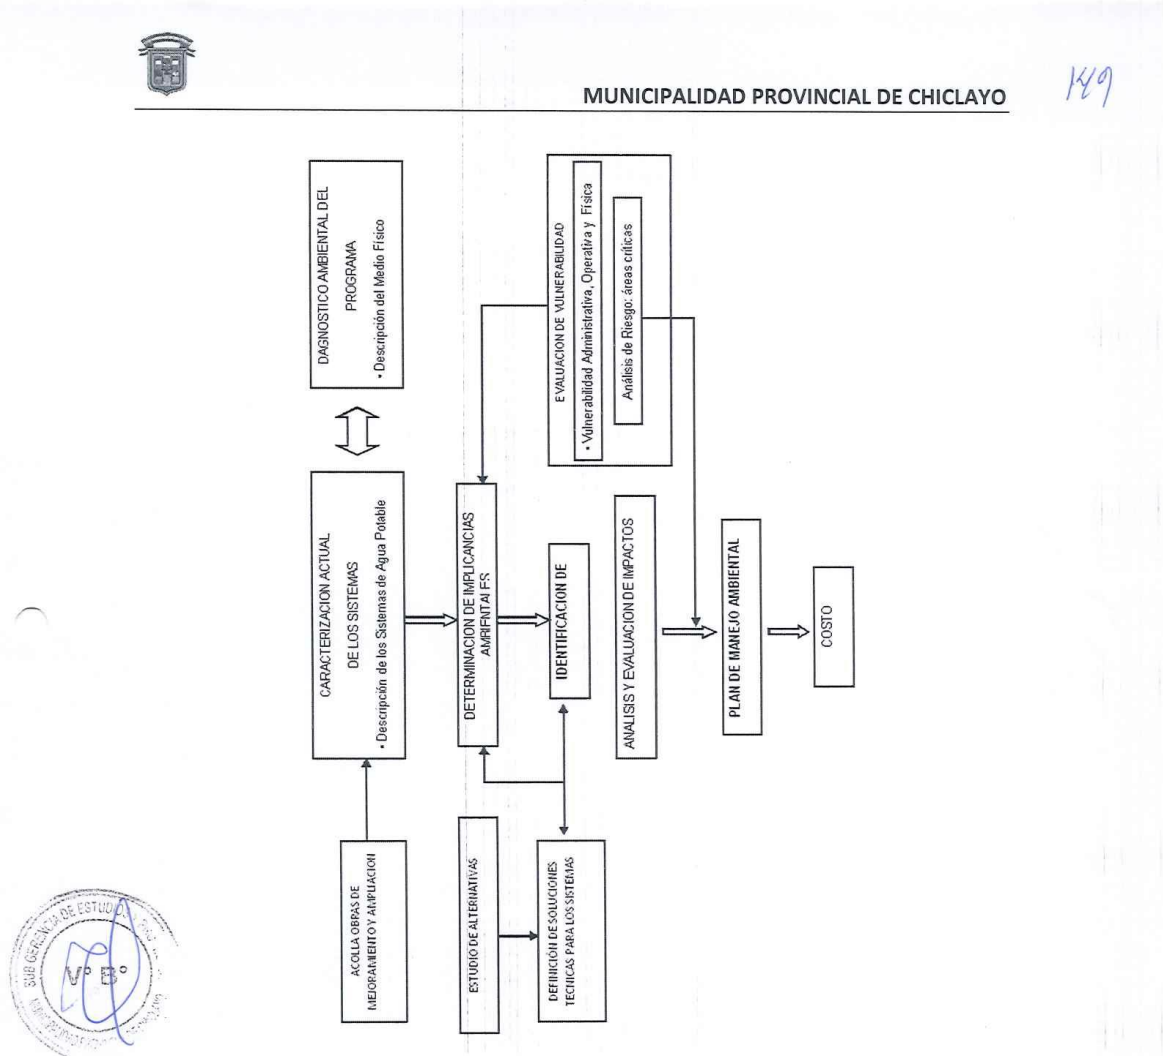 MUNICIPALIDAD PROVINCIAL DE CHICLAYO
149
ACOLLA OBRAS DE
MEJORAMIENTO Y AMPLIACION
CARACTERIZACION ACTUAL
DE LOS SISTEMAS
• Descripción de los Sistemas de Agua Potable
DAGNOSTICO AMBIENTAL DEL
PROGRAMA
• Descripción del Medio Físico
ESTUDIO DE ALTERNATIVAS
DETERMINACION DE IMPLICANCIAS
AMBIENTALES
DEFINICIÓN DE SOLUCIONES
TECNICAS PARA LOS SISTEMAS
IDENTIFICACION DE
EVALUACION DE VULNERABILIDAD
• Vulnerabilidad Administrativa, Operativa y Física
Análisis de Riesgo: áreas críticas
ANALISIS Y EVALUACION DE IMPACTOS
PLAN DE MANEJO AMBIENTAL
COSTO
SUB GERENCIA DE ESTUDIOS
V° B°